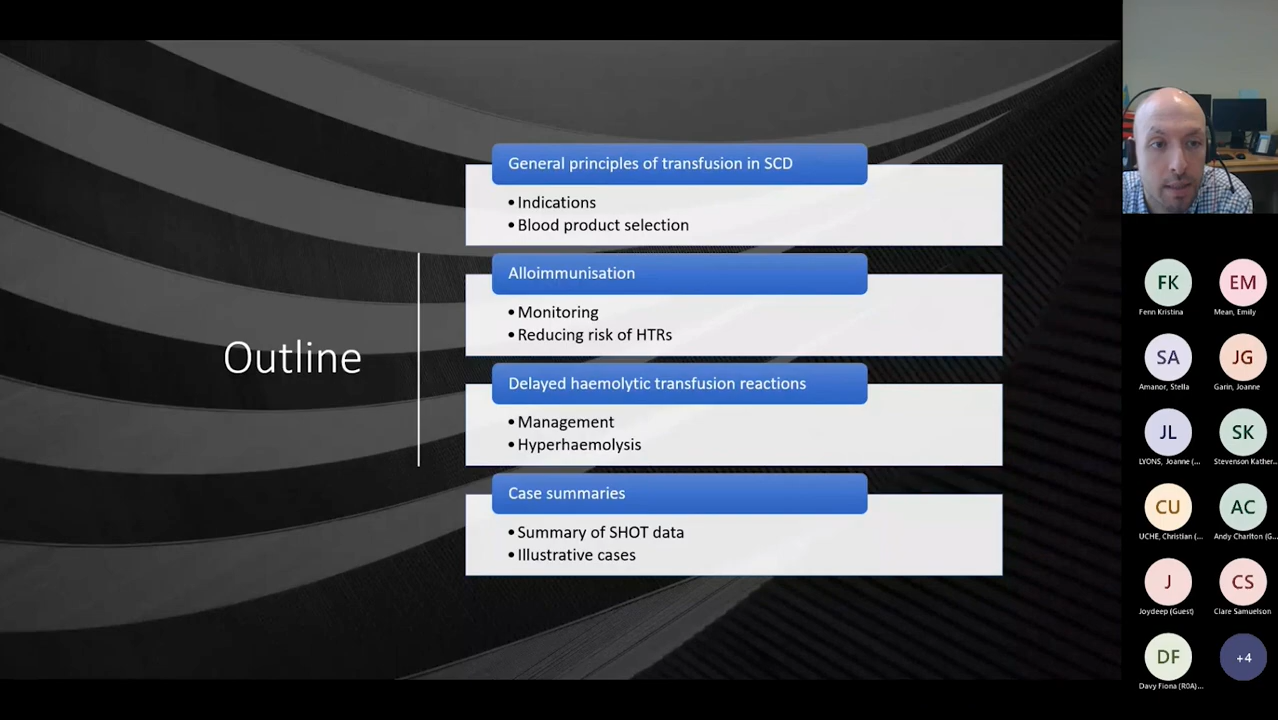 Outline
General principles of transfusion in SCD
• Indications
• Blood product selection
Alloimmunisation
• Monitoring
• Reducing risk of HTRs
Delayed haemolytic transfusion reactions
• Management
• Hyperhaemolysis
Case summaries
• Summary of SHOT data
• Illustrative cases
FK EM
Fenn Kristina Mean, Emily
SA JG
Amanor, Stella Garin, Joanne
JL SK
LYONS, Joanne (... Stevenson Kather...
CU AC
UCHE, Christian (... Andy Charlton (G...
J CS
Joydeep (Guest) Clare Samuelson
DF +4
Davy Fiona (R0A)...